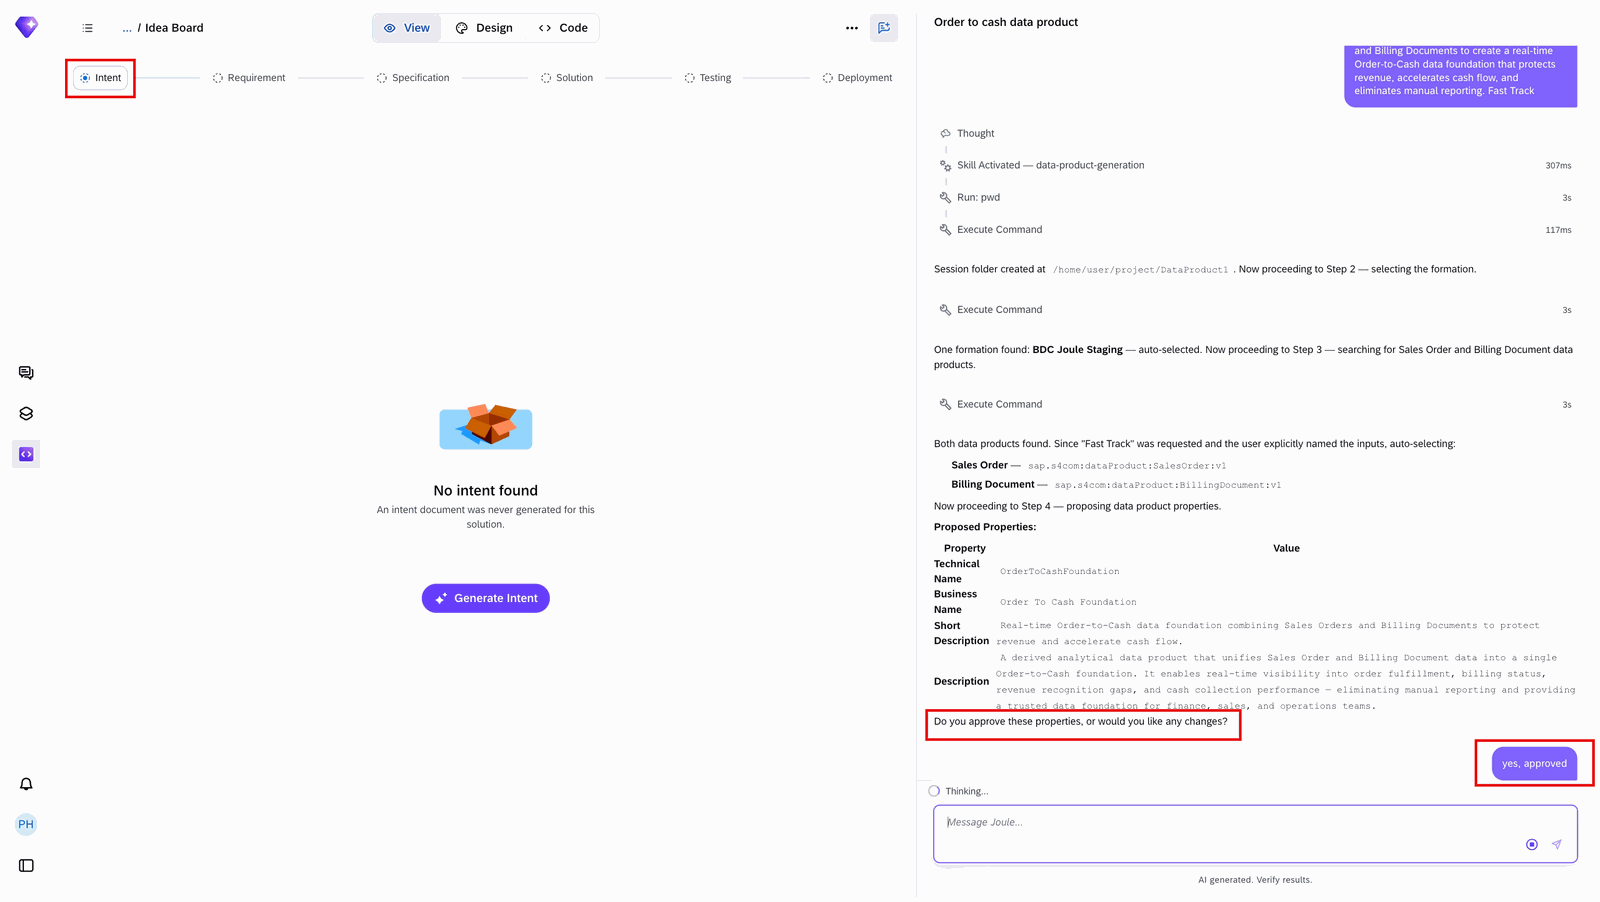 ... / Idea Board
View
Design
Code
Intent
Requirement
Specification
Solution
Testing
Deployment
No intent found
An intent document was never generated for this
solution.
Generate Intent
PH
Order to cash data product
and Billing Documents to create a real-time
Order-to-Cash data foundation that protects
revenue, accelerates cash flow, and
eliminates manual reporting. Fast Track
Thought
Skill Activated — data-product-generation 307ms
Run: pwd 3s
Execute Command 117ms
Session folder created at /home/user/project/DataProduct1 . Now proceeding to Step 2 — selecting the formation.
Execute Command 3s
One formation found: BDC Joule Staging — auto-selected. Now proceeding to Step 3 — searching for Sales Order and Billing Document data
products.
Execute Command 3s
Both data products found. Since "Fast Track" was requested and the user explicitly named the inputs, auto-selecting:
Sales Order — sap.s4com:dataProduct:SalesOrder:v1
Billing Document — sap.s4com:dataProduct:BillingDocument:v1
Now proceeding to Step 4 — proposing data product properties.
Proposed Properties:
Property Value
Technical
Name
OrderToCashFoundation
Business
Name
Order To Cash Foundation
Short
Description
Real-time Order-to-Cash data foundation combining Sales Orders and Billing Documents to protect
revenue and accelerate cash flow.
Description
A derived analytical data product that unifies Sales Order and Billing Document data into a single
Order-to-Cash foundation. It enables real-time visibility into order fulfillment, billing status,
revenue recognition gaps, and cash collection performance — eliminating manual reporting and providing
a trusted data foundation for finance, sales, and operations teams.
Do you approve these properties, or would you like any changes?
yes, approved
Thinking...
Message Joule...
AI generated. Verify results.